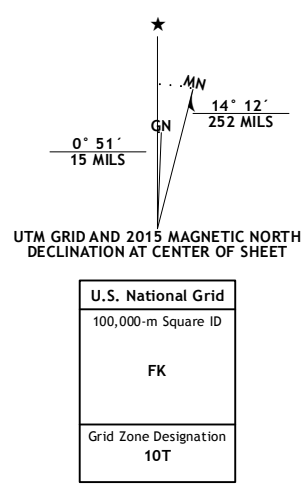 ★
MN
GN
14° 12´
252 MILS
0° 51´
15 MILS
UTM GRID AND 2015 MAGNETIC NORTH
DECLINATION AT CENTER OF SHEET
U.S. National Grid
100,000-m Square ID
FK
Grid Zone Designation
10T